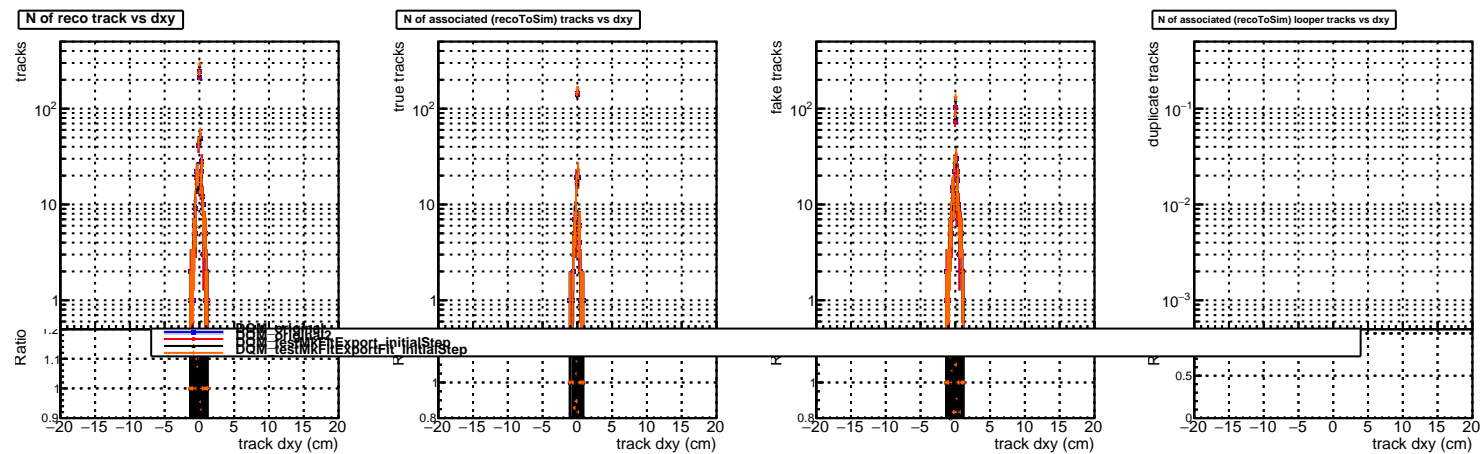 N of reco track vs dxy
tracks
10²
10
1
Ratio
1.2
1.1
1
0.9
−20 −15 −10 −5 0 5 10 15 20
track dxy (cm)
N of associated (recoToSim) tracks vs dxy
true tracks
10²
10
1
1
0.8
−20 −15 −10 −5 0 5 10 15 20
track dxy (cm)
fake tracks
10²
10
1
1
0.8
−20 −15 −10 −5 0 5 10 15 20
track dxy (cm)
N of associated (recoToSim) looper tracks vs dxy
duplicate tracks
10⁻¹
10⁻²
10⁻³
0.5
0
−20 −15 −10 −5 0 5 10 15 20
track dxy (cm)
DQM_testMkFitExport_initialStep
DQM_testMkFitExportFit_initialStep